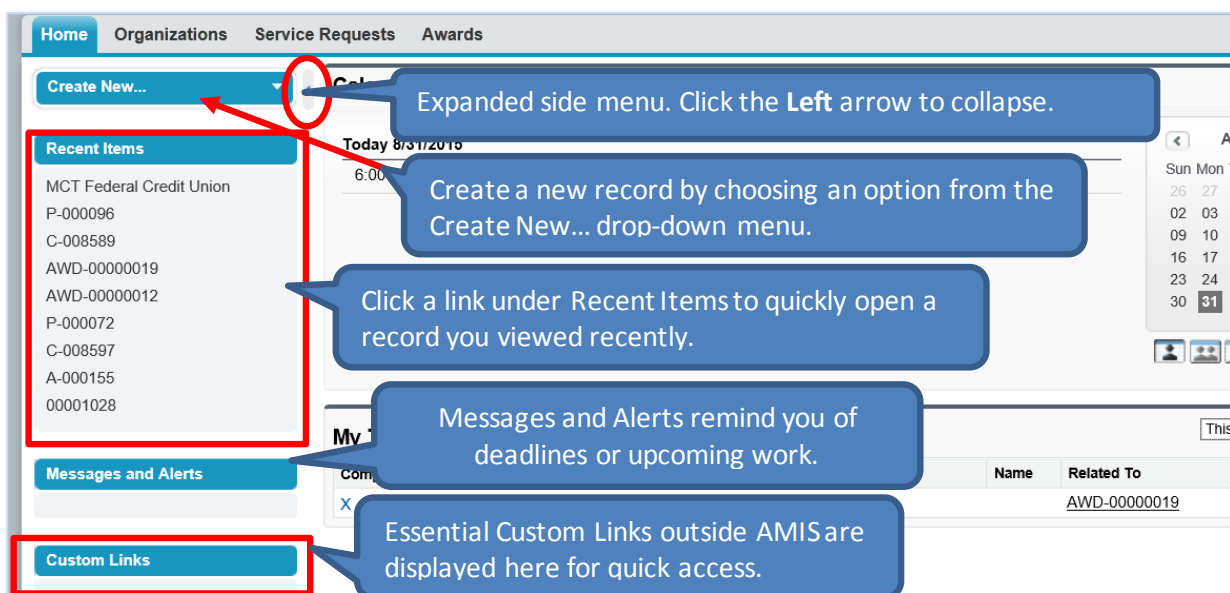 Home Organizations Service Requests Awards
Create New...
Expanded side menu. Click the Left arrow to collapse.
Recent Items
MCT Federal Credit Union
P-000096
C-008589
AWD-00000019
AWD-00000012
P-000072
C-008597
A-000155
00001028
Today 8/31/2015
6:00
Create a new record by choosing an option from the
Create New... drop-down menu.
Click a link under Recent Items to quickly open a
record you viewed recently.
A
Sun Mon
26 27
02 03
09 10
16 17
23 24
30 31
Messages and Alerts remind you of
deadlines or upcoming work.
Messages and Alerts
My
This
Name Related To
X AWD-00000019
Essential Custom Links outside AMIS are
displayed here for quick access.
Custom Links